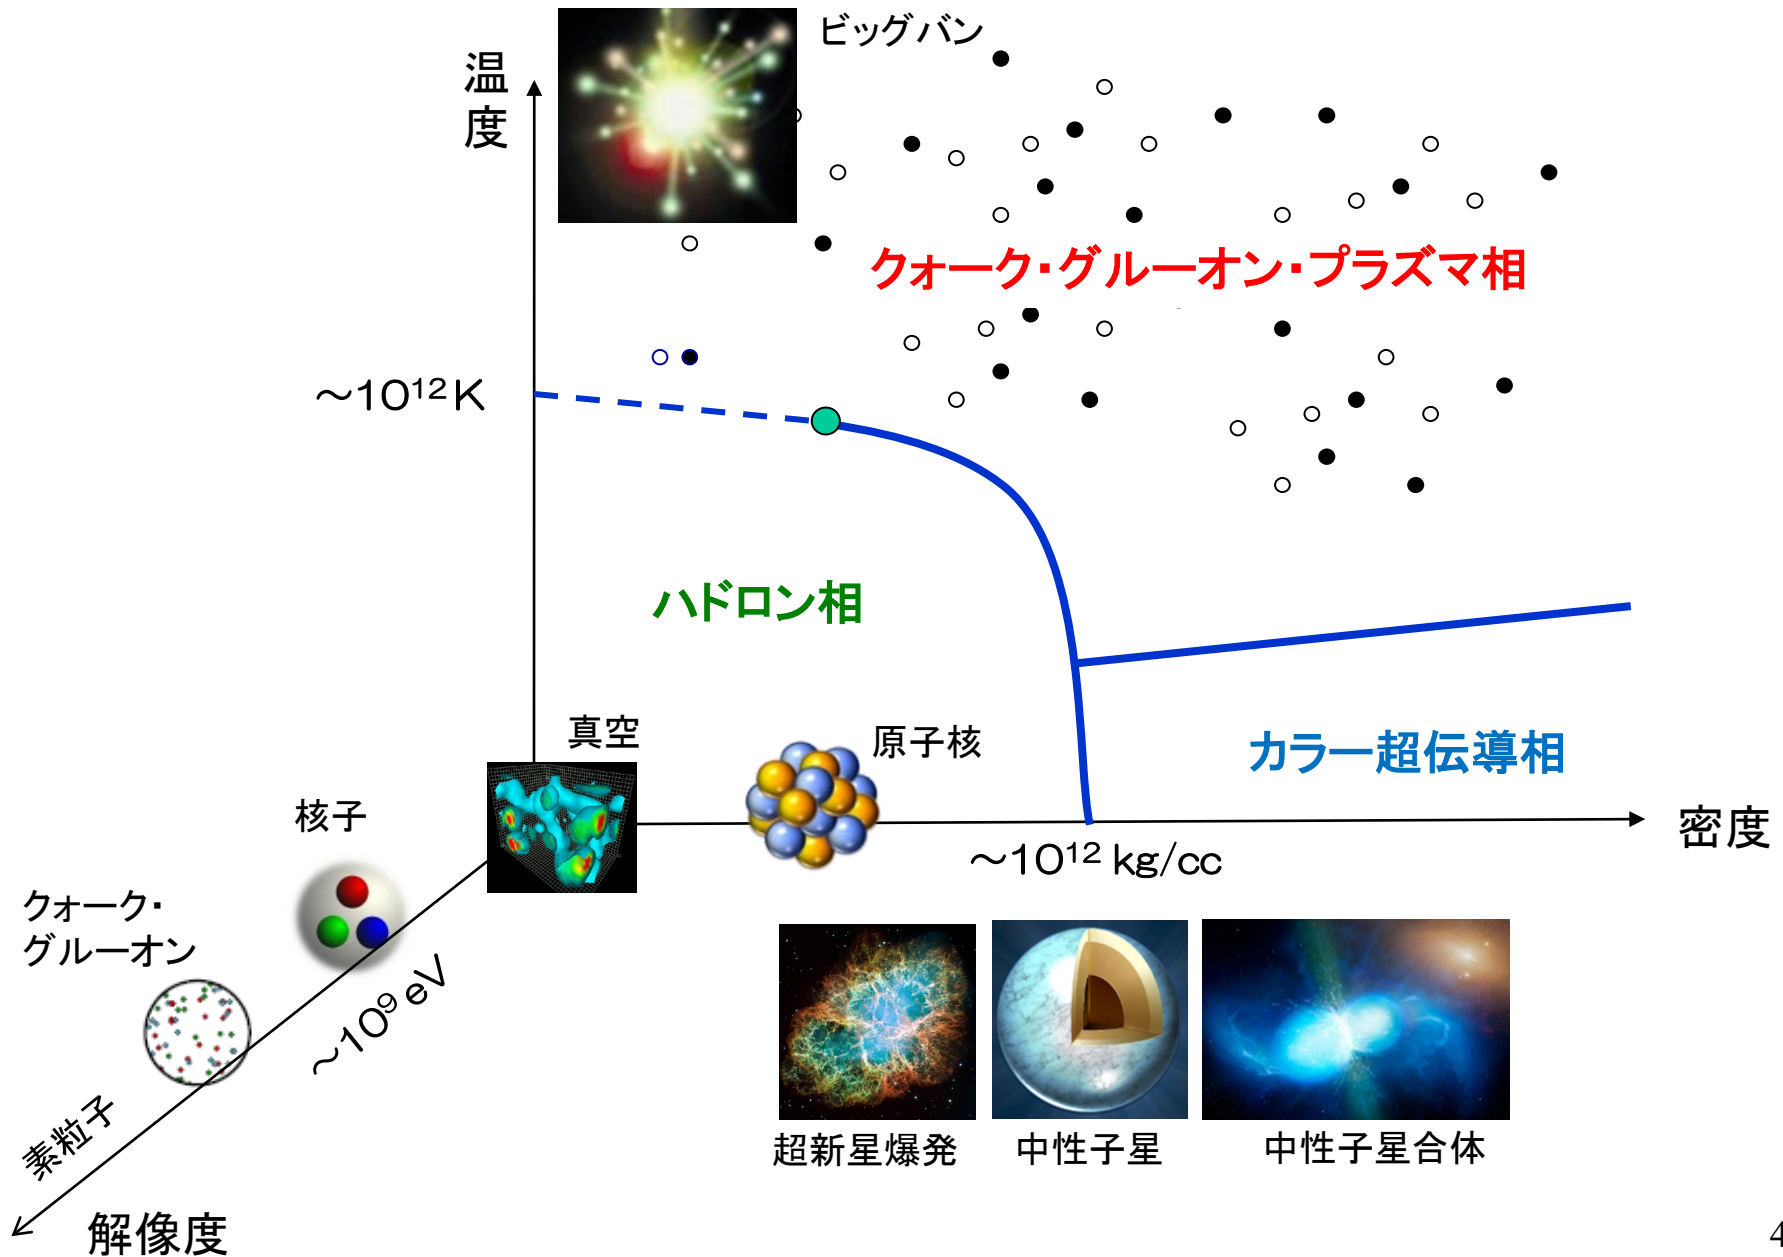 ビッグバン
温度
クォーク・グルーオン・プラズマ相
～10¹²K
ハドロン相
真空
原子核
カラー超伝導相
核子
密度
～10¹² kg/cc
クォーク・
グルーオン
～10⁹ eV
素粒子
超新星爆発
中性子星
中性子星合体
解像度
4